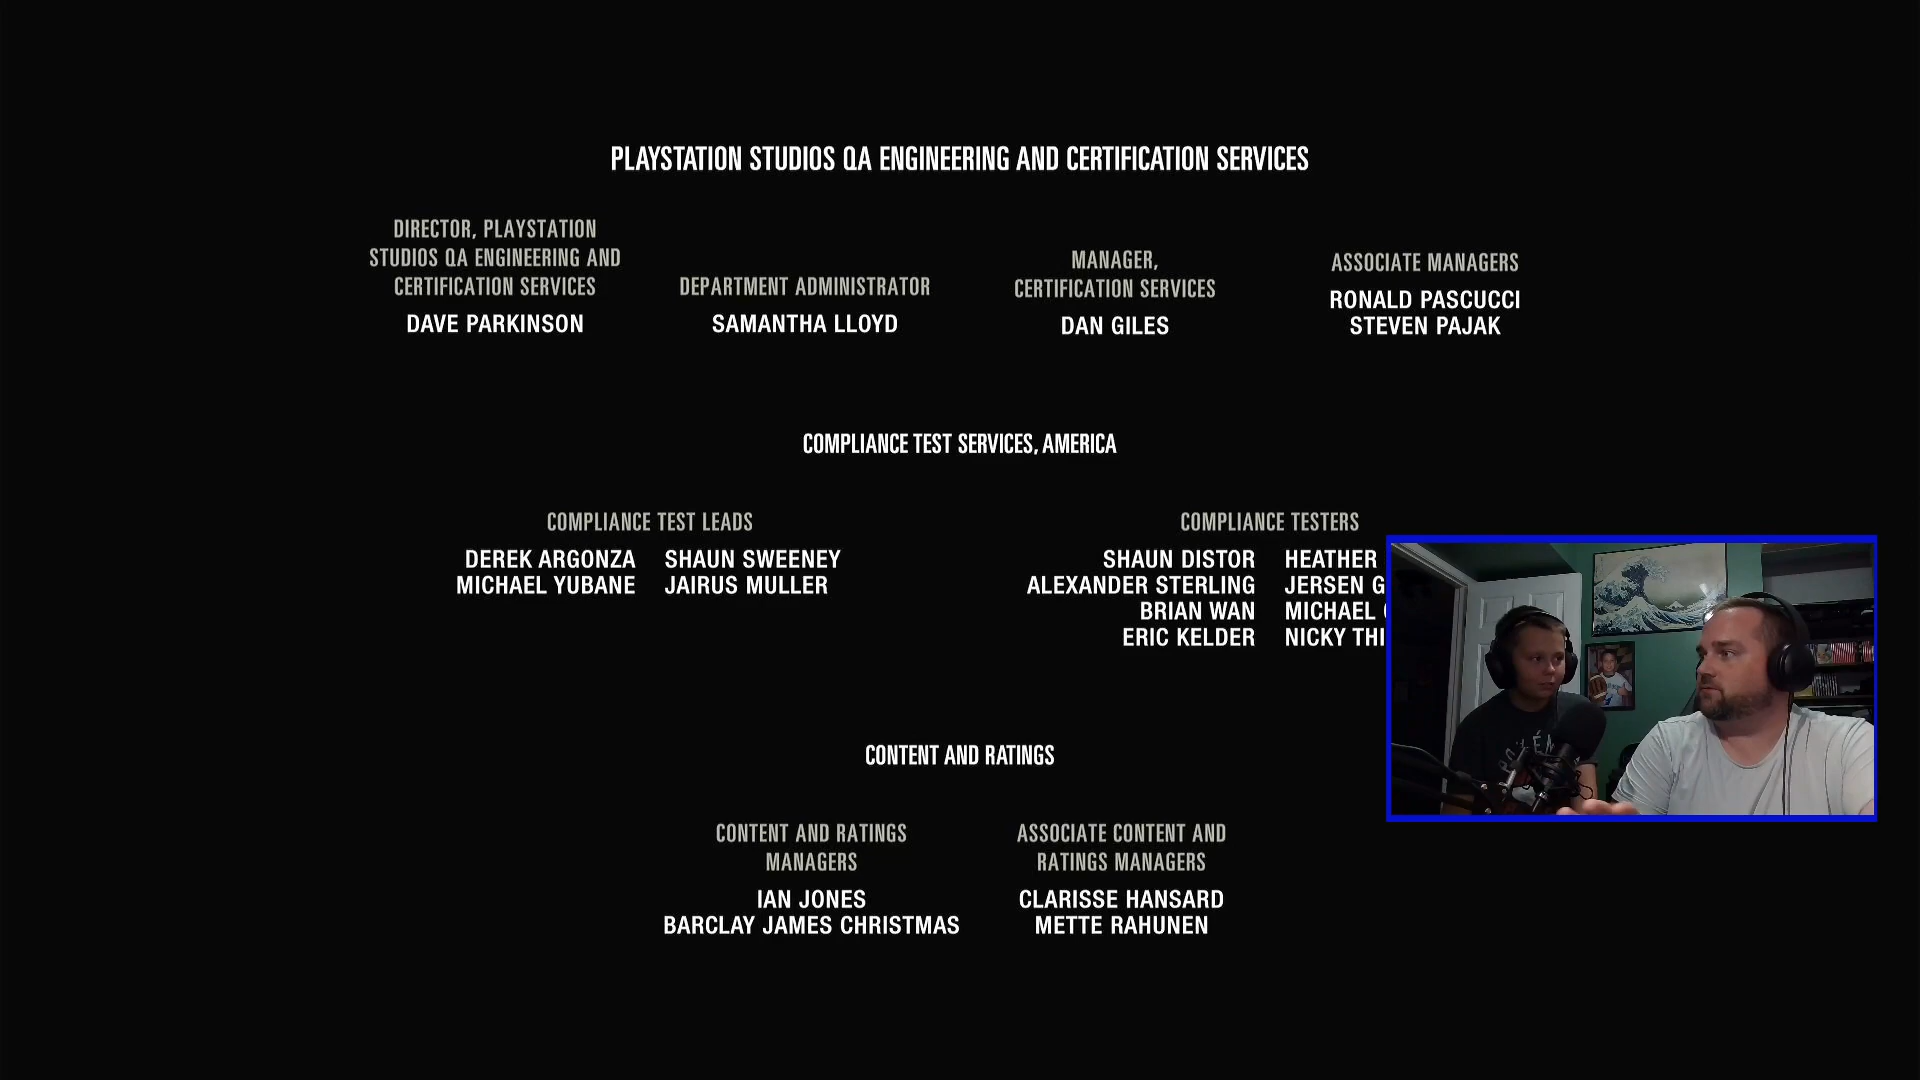 PLAYSTATION STUDIOS QA ENGINEERING AND CERTIFICATION SERVICES
DIRECTOR, PLAYSTATION
STUDIOS QA ENGINEERING AND
CERTIFICATION SERVICES
DAVE PARKINSON
DEPARTMENT ADMINISTRATOR
SAMANTHA LLOYD
MANAGER,
CERTIFICATION SERVICES
DAN GILES
ASSOCIATE MANAGERS
RONALD PASCUCCI
STEVEN PAJAK
COMPLIANCE TEST SERVICES, AMERICA
COMPLIANCE TEST LEADS
DEREK ARGONZA SHAUN SWEENEY
MICHAEL YUBANE JAIRUS MULLER
COMPLIANCE TESTERS
SHAUN DISTOR HEATHER
ALEXANDER STERLING JERSEN
BRIAN WAN MICHAEL
ERIC KELDER NICKY
CONTENT AND RATINGS
CONTENT AND RATINGS
MANAGERS
IAN JONES
BARCLAY JAMES CHRISTMAS
ASSOCIATE CONTENT AND
RATINGS MANAGERS
CLARISSE HANSARD
METTE RAHUNEN